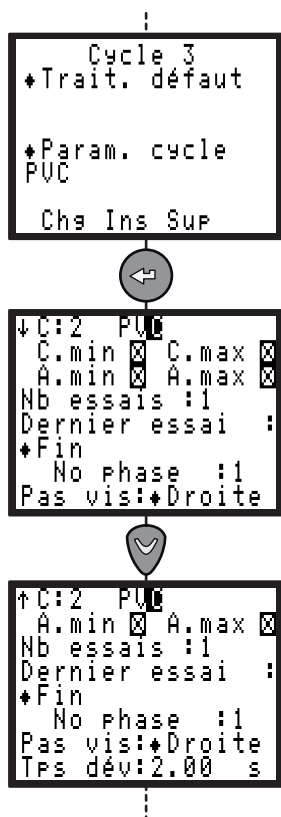 Cycle 3
♦Trait. défaut
♦Param. cycle
PVC
Chg Ins Sup
↓C:2 PVC
C.min ☒ C.max ☒
A.min ☒ A.max ☒
Nb essais :1
Dernier essai :
♦Fin
No phase :1
Pas vis:♦Droite
↑C:2 PVC
A.min ☒ A.max ☒
Nb essais :1
Dernier essai :
♦Fin
No phase :1
Pas vis:♦Droite
Tps dév:2.00 s